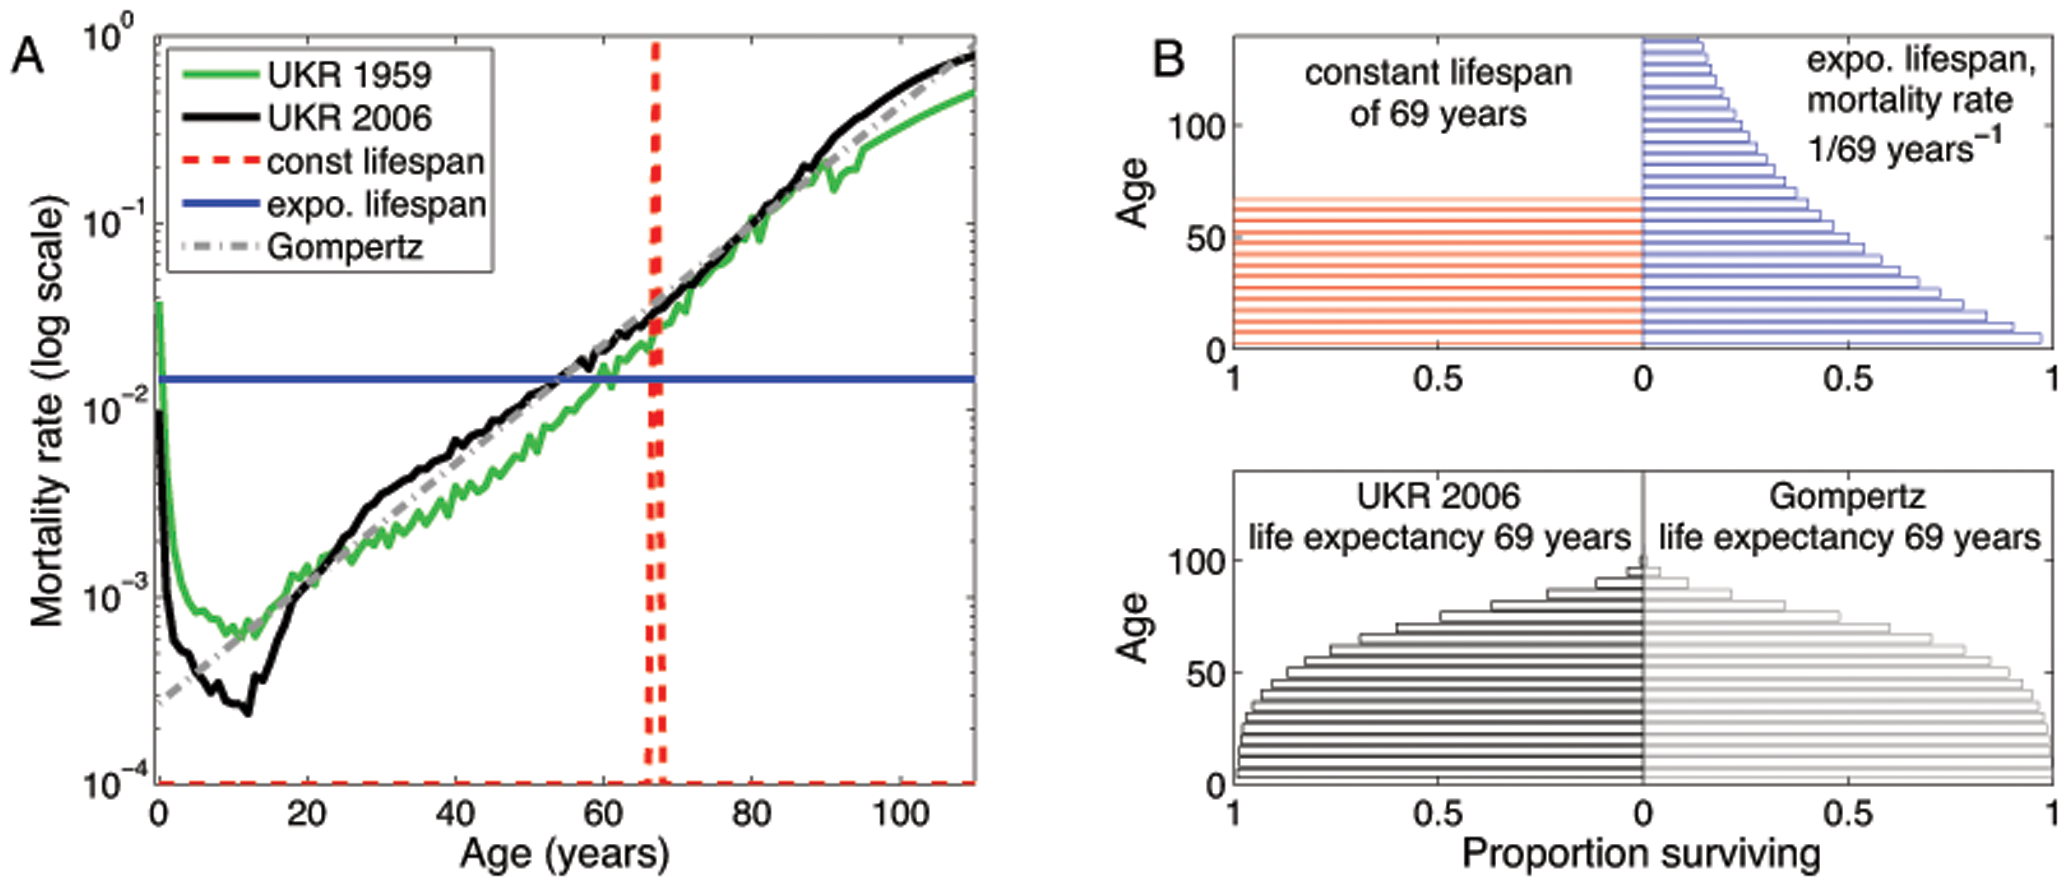 A
10^0
10^−1
10^−2
10^−3
10^−4
Mortality rate (log scale)
UKR 1959
UKR 2006
const lifespan
expo. lifespan
Gompertz
0 20 40 60 80 100
Age (years)
B
constant lifespan
of 69 years
expo. lifespan,
mortality rate
1/69 years^−1
100
50
0
Age
1 0.5 0 0.5 1
UKR 2006
life expectancy 69 years
Gompertz
life expectancy 69 years
100
50
0
Age
1 0.5 0 0.5 1
Proportion surviving